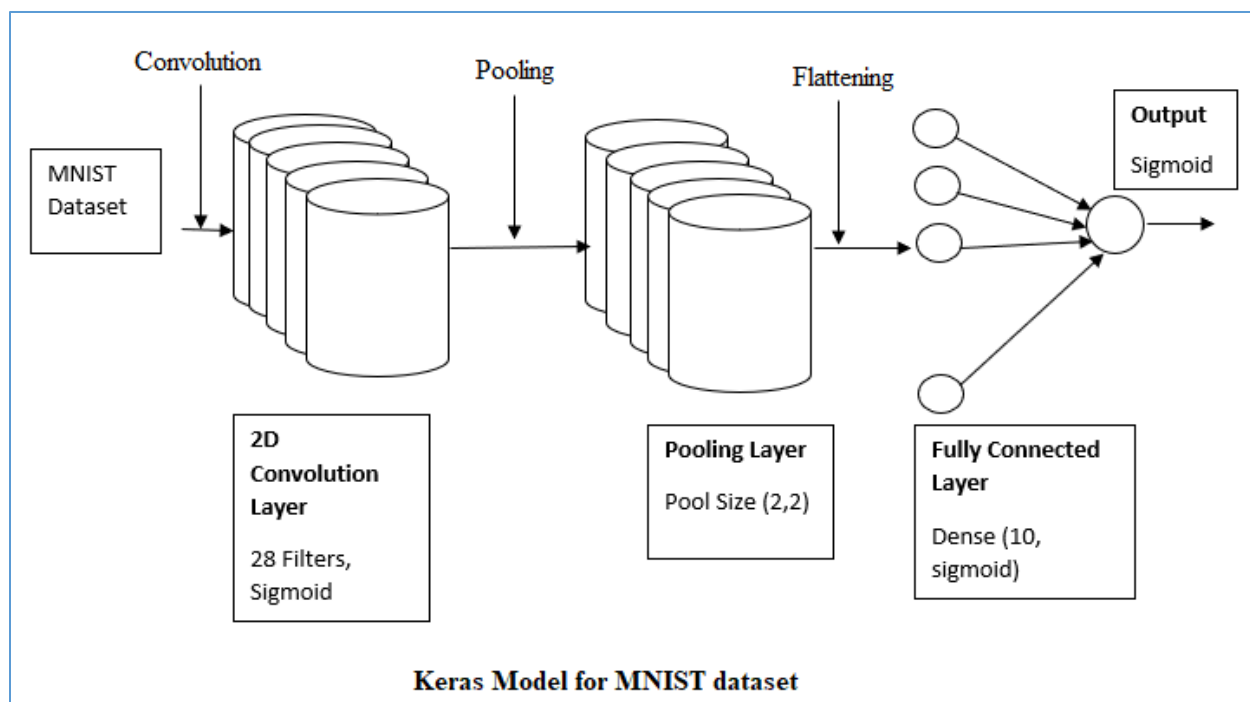 Convolution
Pooling
Flattening
MNIST
Dataset
Output
Sigmoid
2D
Convolution
Layer
28 Filters,
Sigmoid
Pooling Layer
Pool Size (2,2)
Fully Connected
Layer
Dense (10,
sigmoid)
Keras Model for MNIST dataset